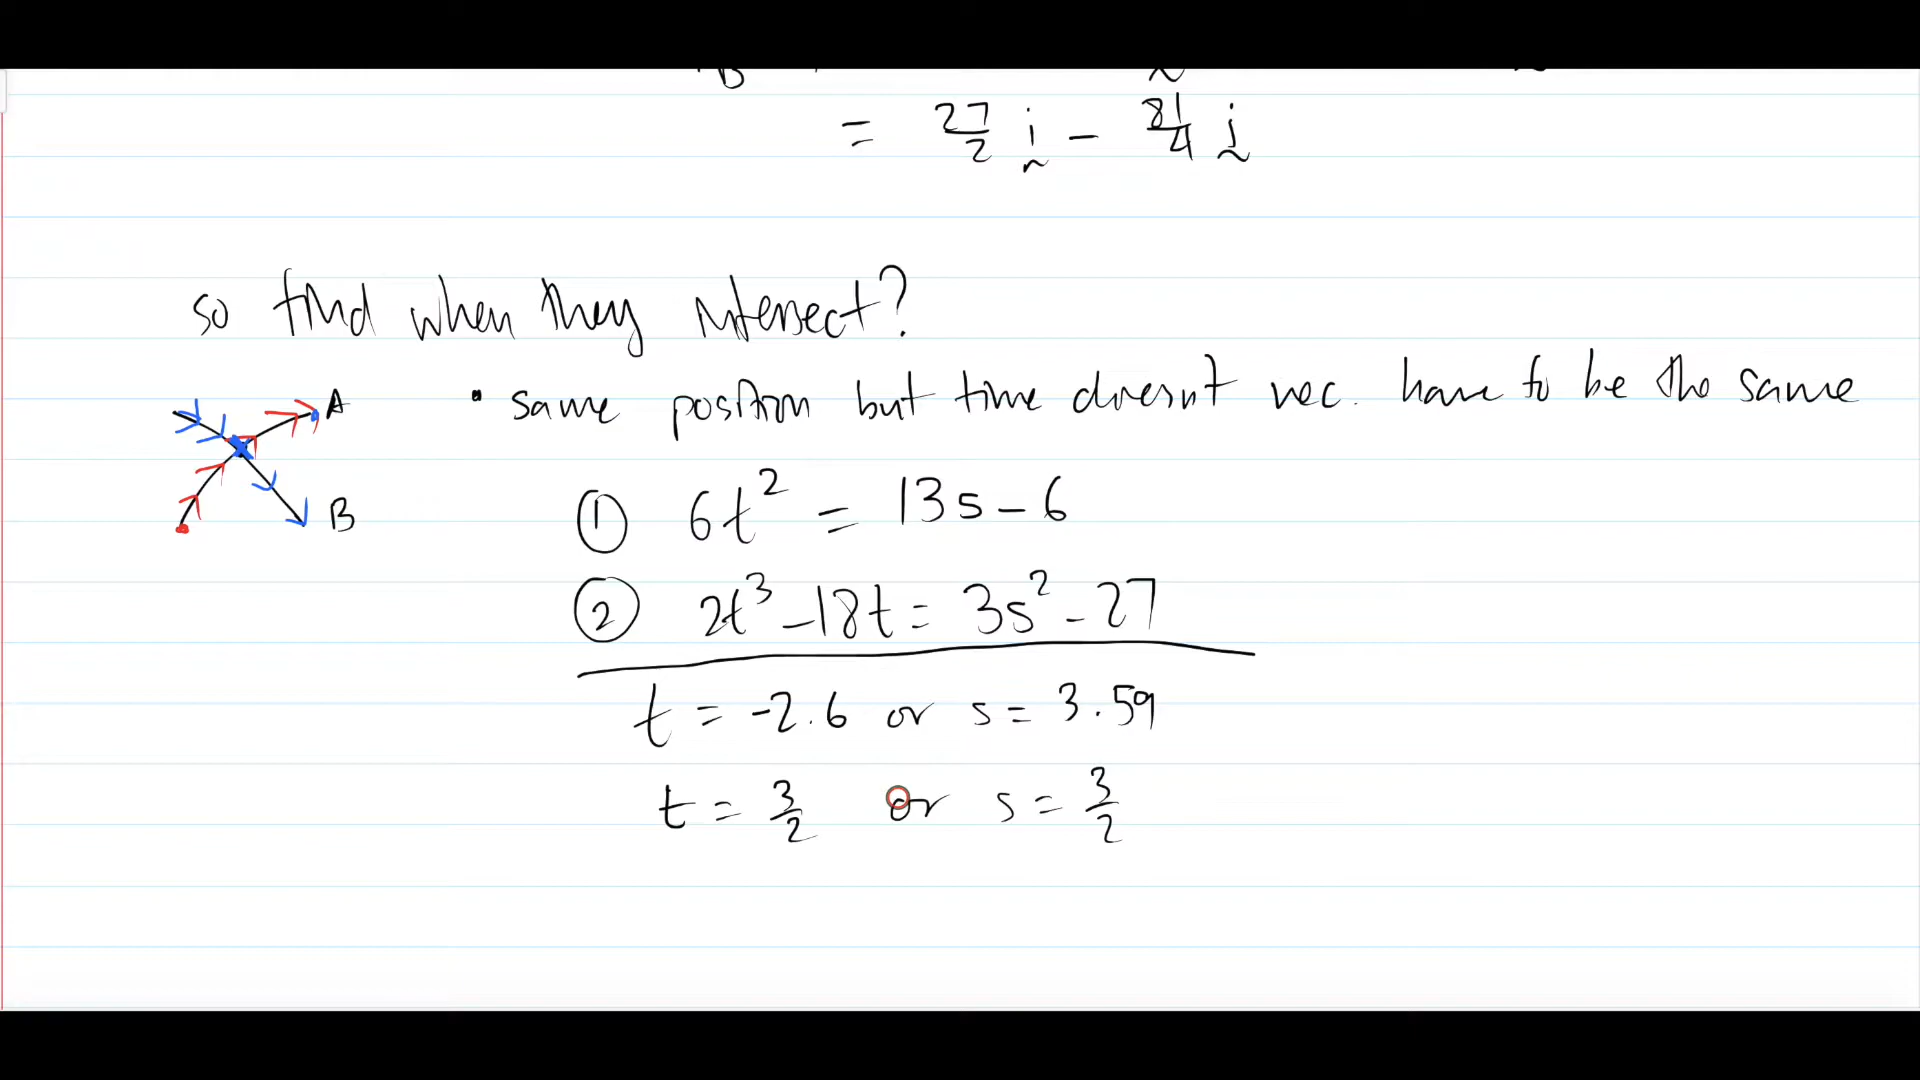 B
= 27/2 i - 81/4 j
so find when they intersect?
A
• same position but time doesn't nec. have to be the same
B
① 6t² = 13s - 6
② 2t³ - 18t = 3s² - 27
t = -2.6 or s = 3.59
t = 3/2 or s = 3/2